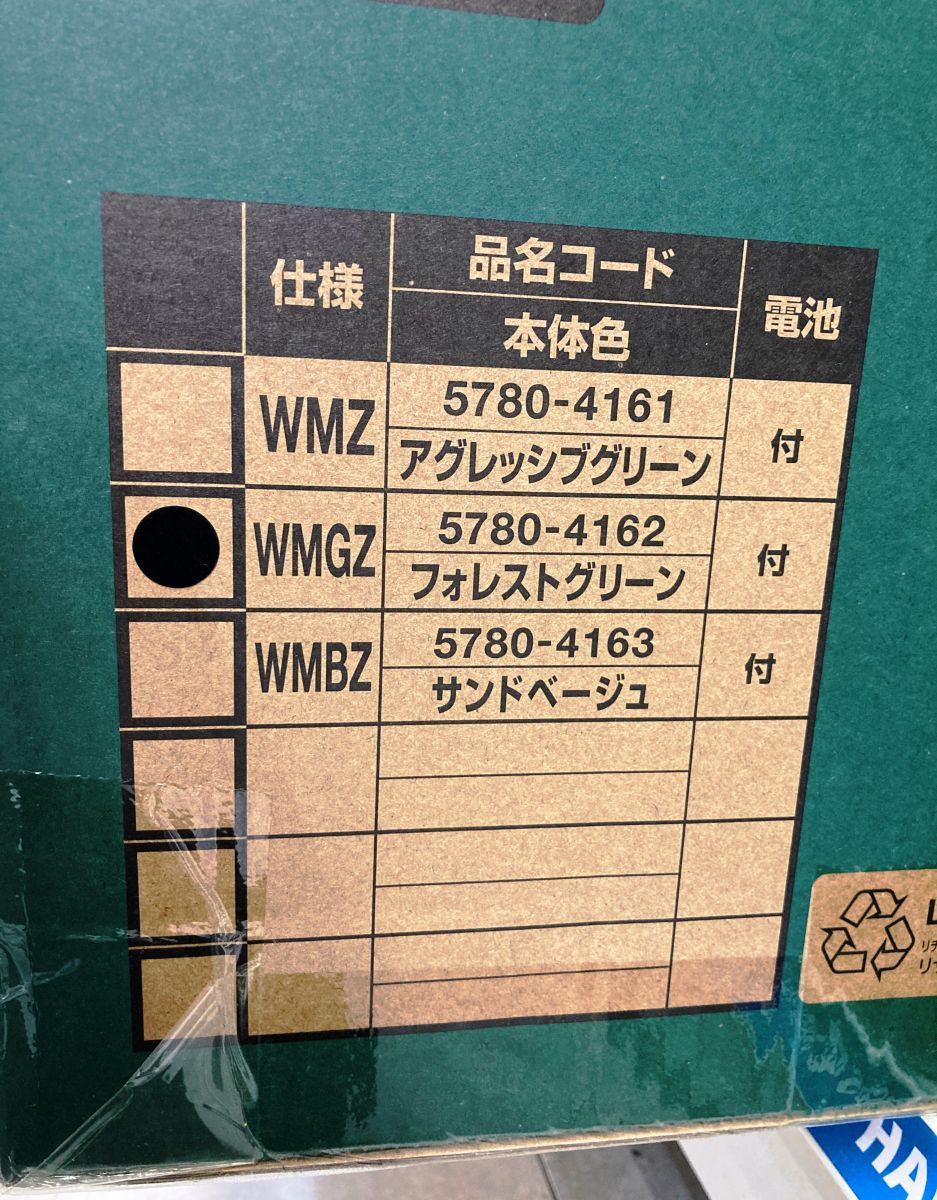 仕様
品名コード
本体色
電池
WMZ
5780-4161
アグレッシブグリーン
付
WMGZ
5780-4162
フォレストグリーン
付
WMBZ
5780-4163
サンドベージュ
付
HA